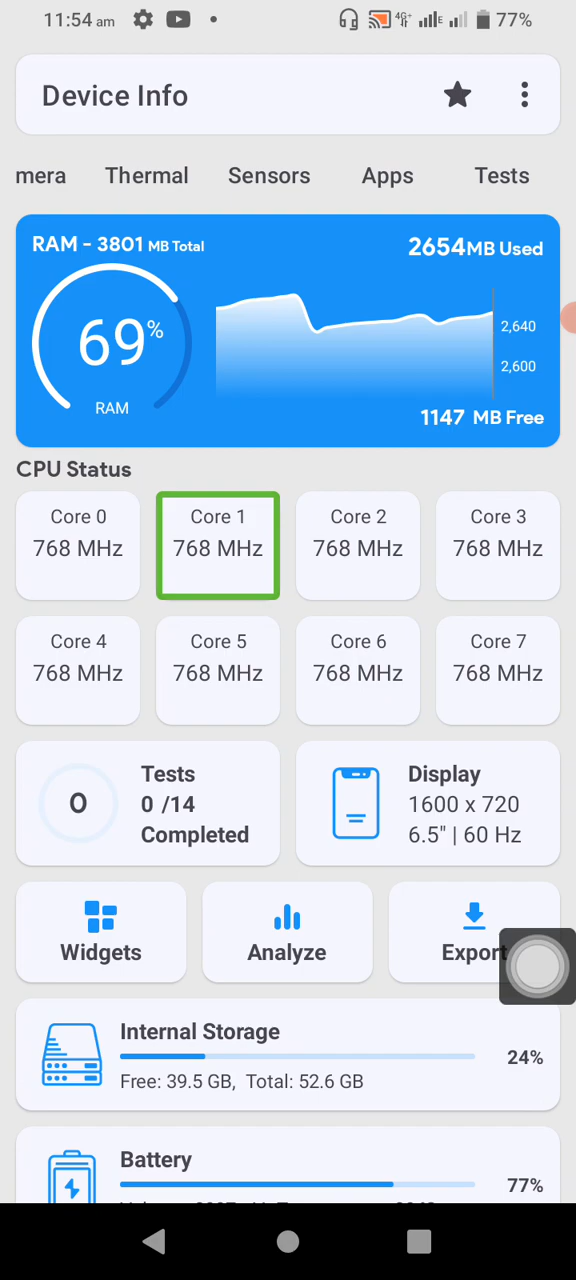 11:54 am 4G+ E 77%
Device Info
mera Thermal Sensors Apps Tests
RAM - 3801 MB Total
2654 MB Used
69%
RAM
2,640
2,600
1147 MB Free
CPU Status
Core 0 Core 1 Core 2 Core 3
768 MHz 768 MHz 768 MHz 768 MHz
Core 4 Core 5 Core 6 Core 7
768 MHz 768 MHz 768 MHz 768 MHz
0
Tests
0 /14
Completed
Display
1600 x 720
6.5" | 60 Hz
Widgets Analyze Export
Internal Storage
24%
Free: 39.5 GB, Total: 52.6 GB
Battery
77%